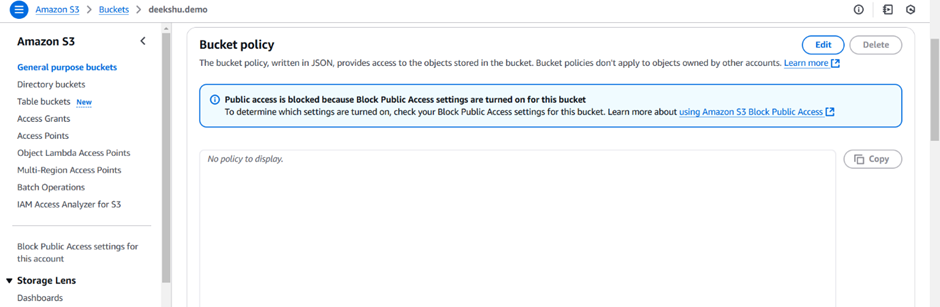 Amazon S3 > Buckets > deekshu.demo
Amazon S3
General purpose buckets
Directory buckets
Table buckets New
Access Grants
Access Points
Object Lambda Access Points
Multi-Region Access Points
Batch Operations
IAM Access Analyzer for S3
Block Public Access settings for
this account
Storage Lens
Dashboards
Bucket policy
Edit
Delete
The bucket policy, written in JSON, provides access to the objects stored in the bucket. Bucket policies don't apply to objects owned by other accounts. Learn more
Public access is blocked because Block Public Access settings are turned on for this bucket
To determine which settings are turned on, check your Block Public Access settings for this bucket. Learn more about using Amazon S3 Block Public Access
No policy to display.
Copy